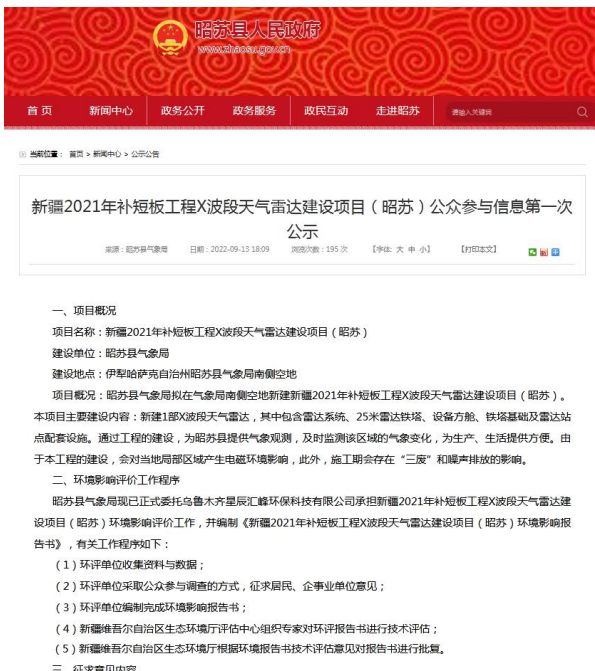 昭苏县人民政府
www.zhaosu.gov.cn
首 页 新闻中心 政务公开 政务服务 政民互动 走进昭苏 请输入关键词
当前位置： 首页 > 新闻中心 > 公示公告
新疆2021年补短板工程X波段天气雷达建设项目（昭苏）公众参与信息第一次
公示
来源：昭苏县气象局 日期：2022-09-13 18:09 浏览次数：195 次 【字体: 大 中 小】 【打印本文】
一、项目概况
项目名称：新疆2021年补短板工程X波段天气雷达建设项目（昭苏）
建设单位：昭苏县气象局
建设地点：伊犁哈萨克自治州昭苏县气象局南侧空地
项目概况：昭苏县气象局拟在气象局南侧空地新建新疆2021年补短板工程X波段天气雷达建设项目（昭苏）。
本项目主要建设内容：新建1部X波段天气雷达，其中包含雷达系统、25米雷达铁塔、设备方舱、铁塔基础及雷达站
点配套设施。通过工程的建设，为昭苏县提供气象观测，及时监测该区域的气象变化，为生产、生活提供方便。由
于本工程的建设，会对当地局部区域产生电磁环境影响，此外，施工期会存在“三废”和噪声排放的影响。
二、环境影响评价工作程序
昭苏县气象局现已正式委托乌鲁木齐星辰汇峰环保科技有限公司承担新疆2021年补短板工程X波段天气雷达建
设项目（昭苏）环境影响评价工作，并编制《新疆2021年补短板工程X波段天气雷达建设项目（昭苏）环境影响报
告书》，有关工作程序如下：
（1）环评单位收集资料与数据；
（2）环评单位采取公众参与调查的方式，征求居民、企事业单位意见；
（3）环评单位编制完成环境影响报告书；
（4）新疆维吾尔自治区生态环境厅评估中心组织专家对环评报告书进行技术评估；
（5）新疆维吾尔自治区生态环境厅根据环境报告书技术评估意见对报告书进行批复。
三、征求意见内容